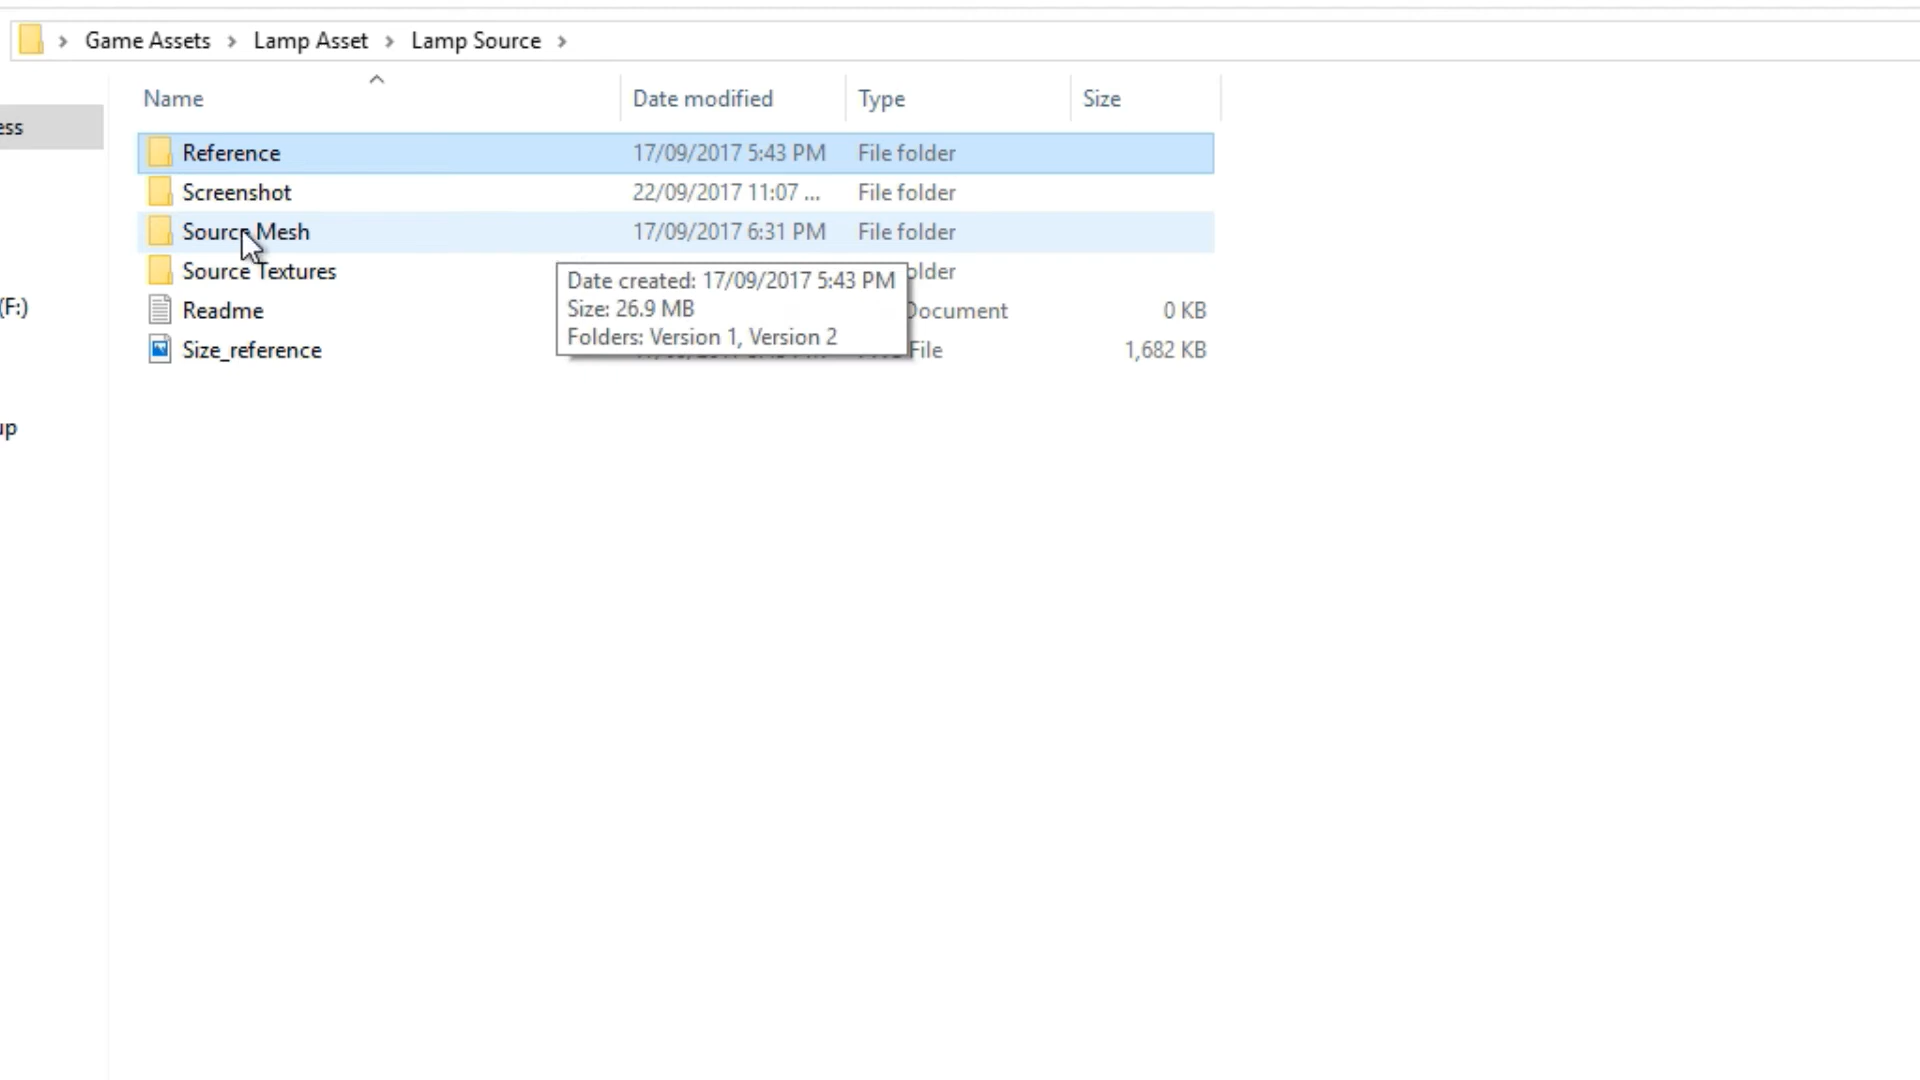 Game Assets > Lamp Asset > Lamp Source >
Name Date modified Type Size
ess
Reference 17/09/2017 5:43 PM File folder
Screenshot 22/09/2017 11:07 ... File folder
Source Mesh 17/09/2017 6:31 PM File folder
Source Textures older
Date created: 17/09/2017 5:43 PM
Size: 26.9 MB
Folders: Version 1, Version 2
(F:)
Readme Document 0 KB
Size_reference File 1,682 KB
up